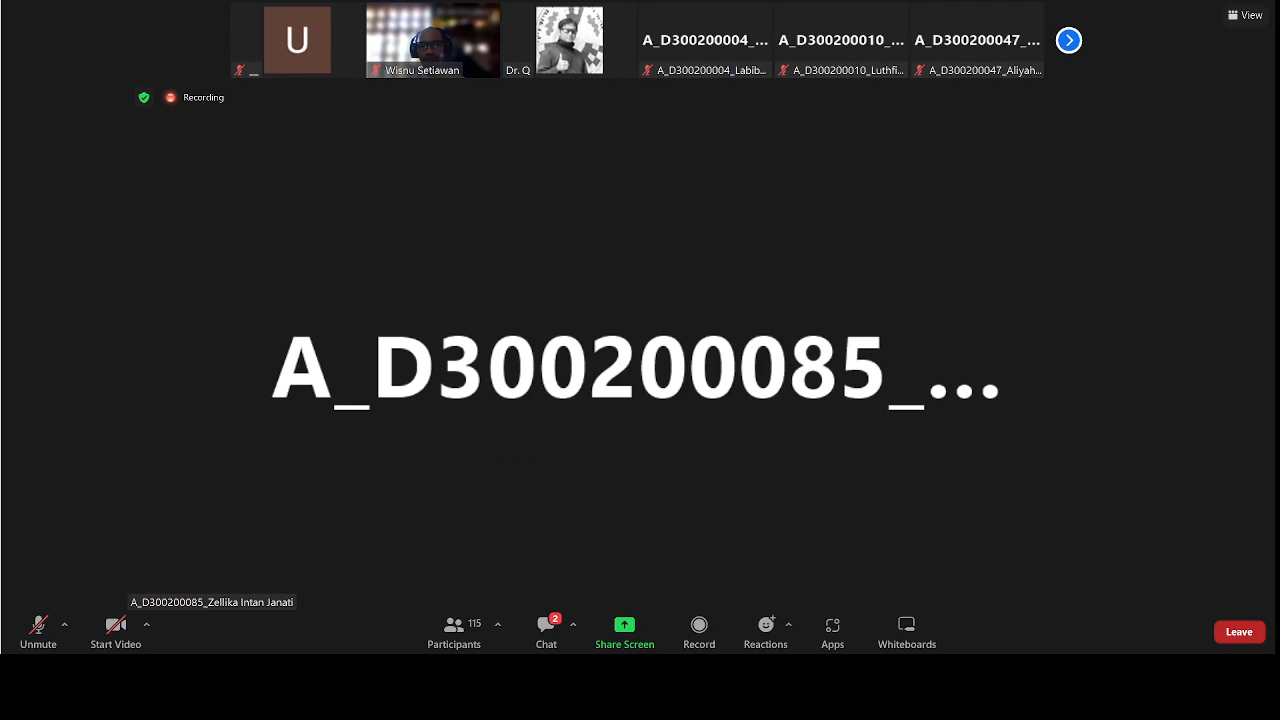 U
_
Wisnu Setiawan
Dr. Q
A_D300200004_...
A_D300200004_Labib...
A_D300200010_...
A_D300200010_Luthfi...
A_D300200047_...
A_D300200047_Aliyah...
View
Recording
A_D300200085_...
A_D300200085_Zellika Intan Janati
Unmute
Start Video
115
Participants
2
Chat
Share Screen
Record
Reactions
Apps
Whiteboards
Leave